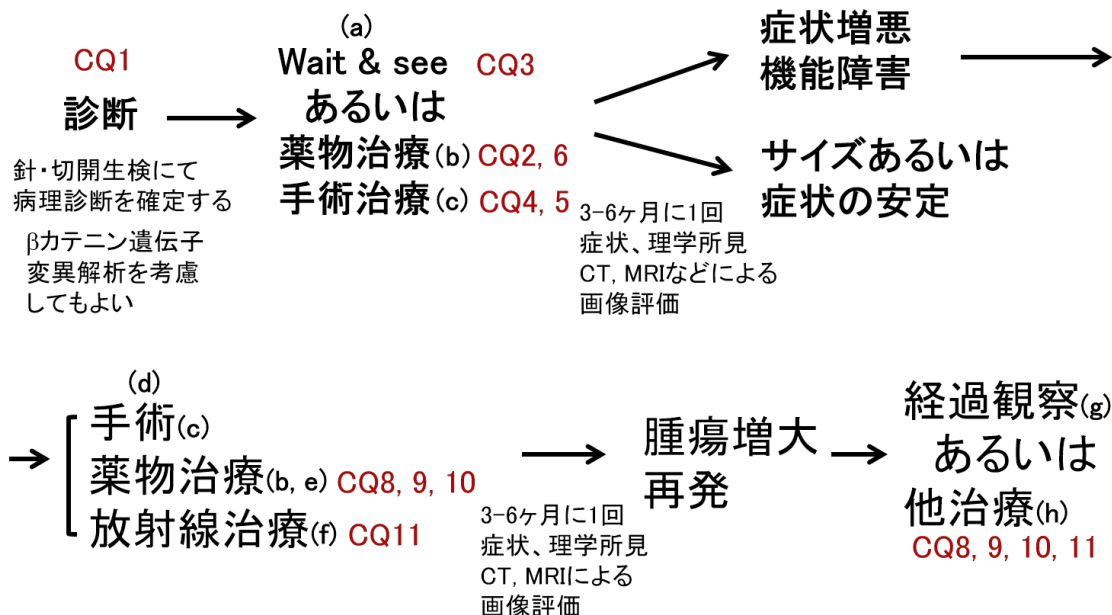 CQ1
診断
針・切開生検にて
病理診断を確定する
βカテニン遺伝子
変異解析を考慮
してもよい
(a)
Wait & see CQ3
あるいは
薬物治療(b) CQ2, 6
手術治療(c) CQ4, 5
3-6ヶ月に1回
症状、理学所見
CT, MRIなどによる
画像評価
症状増悪
機能障害
サイズあるいは
症状の安定
(d)
手術(c)
薬物治療(b, e) CQ8, 9, 10
放射線治療(f) CQ11
3-6ヶ月に1回
症状、理学所見
CT, MRIによる
画像評価
腫瘍増大
再発
経過観察(g)
あるいは
他治療(h)
CQ8, 9, 10, 11